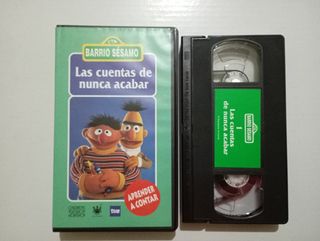 BARRIO SÉSAMO
Las cuentas de
nunca acabar
APRENDER
A CONTAR
BARRIO SÉSAMO
Las cuentas
de nunca acabar